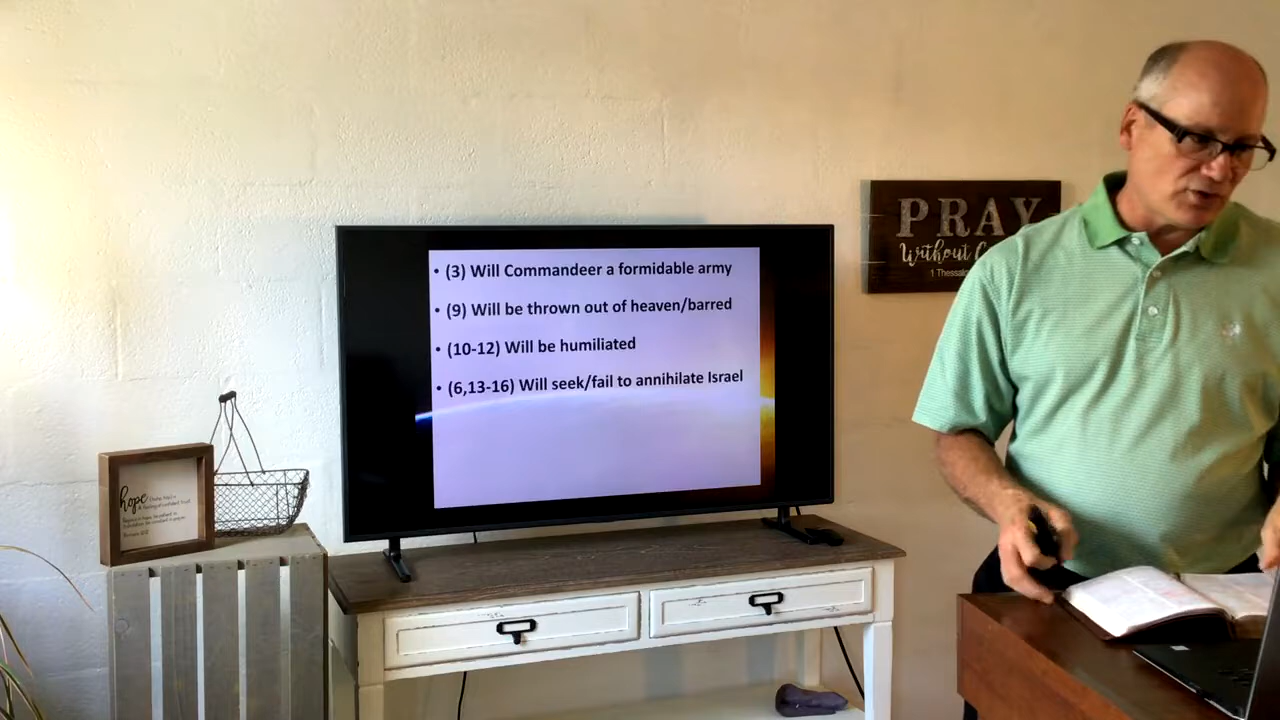 • (3) Will Commandeer a formidable army
• (9) Will be thrown out of heaven/barred
• (10-12) Will be humiliated
• (6,13-16) Will seek/fail to annihilate Israel
PRAY
Without
1
hope